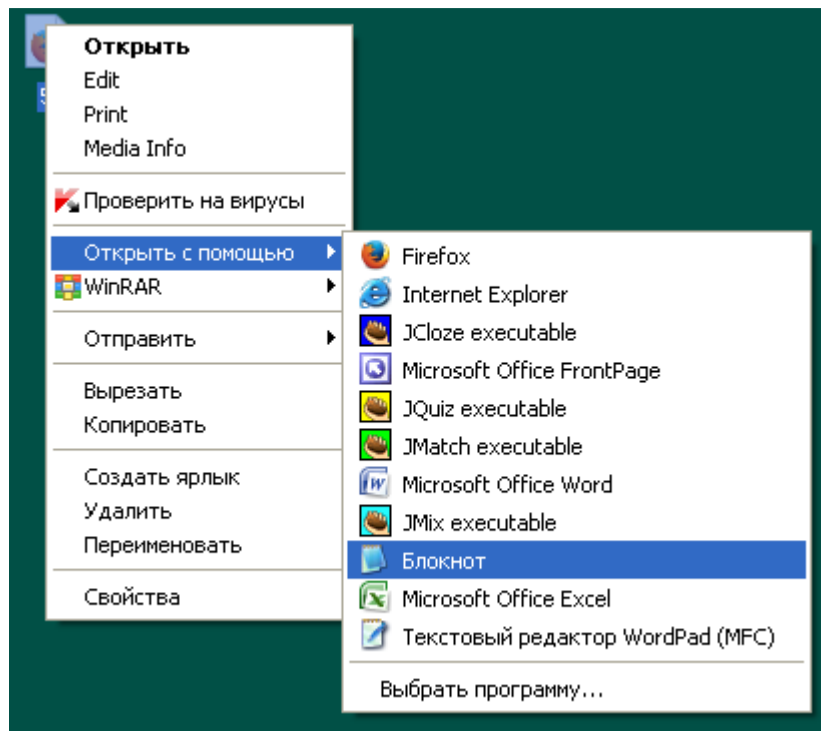 Открыть
Edit
Print
Media Info
Проверить на вирусы
Открыть с помощью
WinRAR
Отправить
Вырезать
Копировать
Создать ярлык
Удалить
Переименовать
Свойства
Firefox
Internet Explorer
JCloze executable
Microsoft Office FrontPage
JQuiz executable
JMatch executable
Microsoft Office Word
JMix executable
Блокнот
Microsoft Office Excel
Текстовый редактор WordPad (MFC)
Выбрать программу...